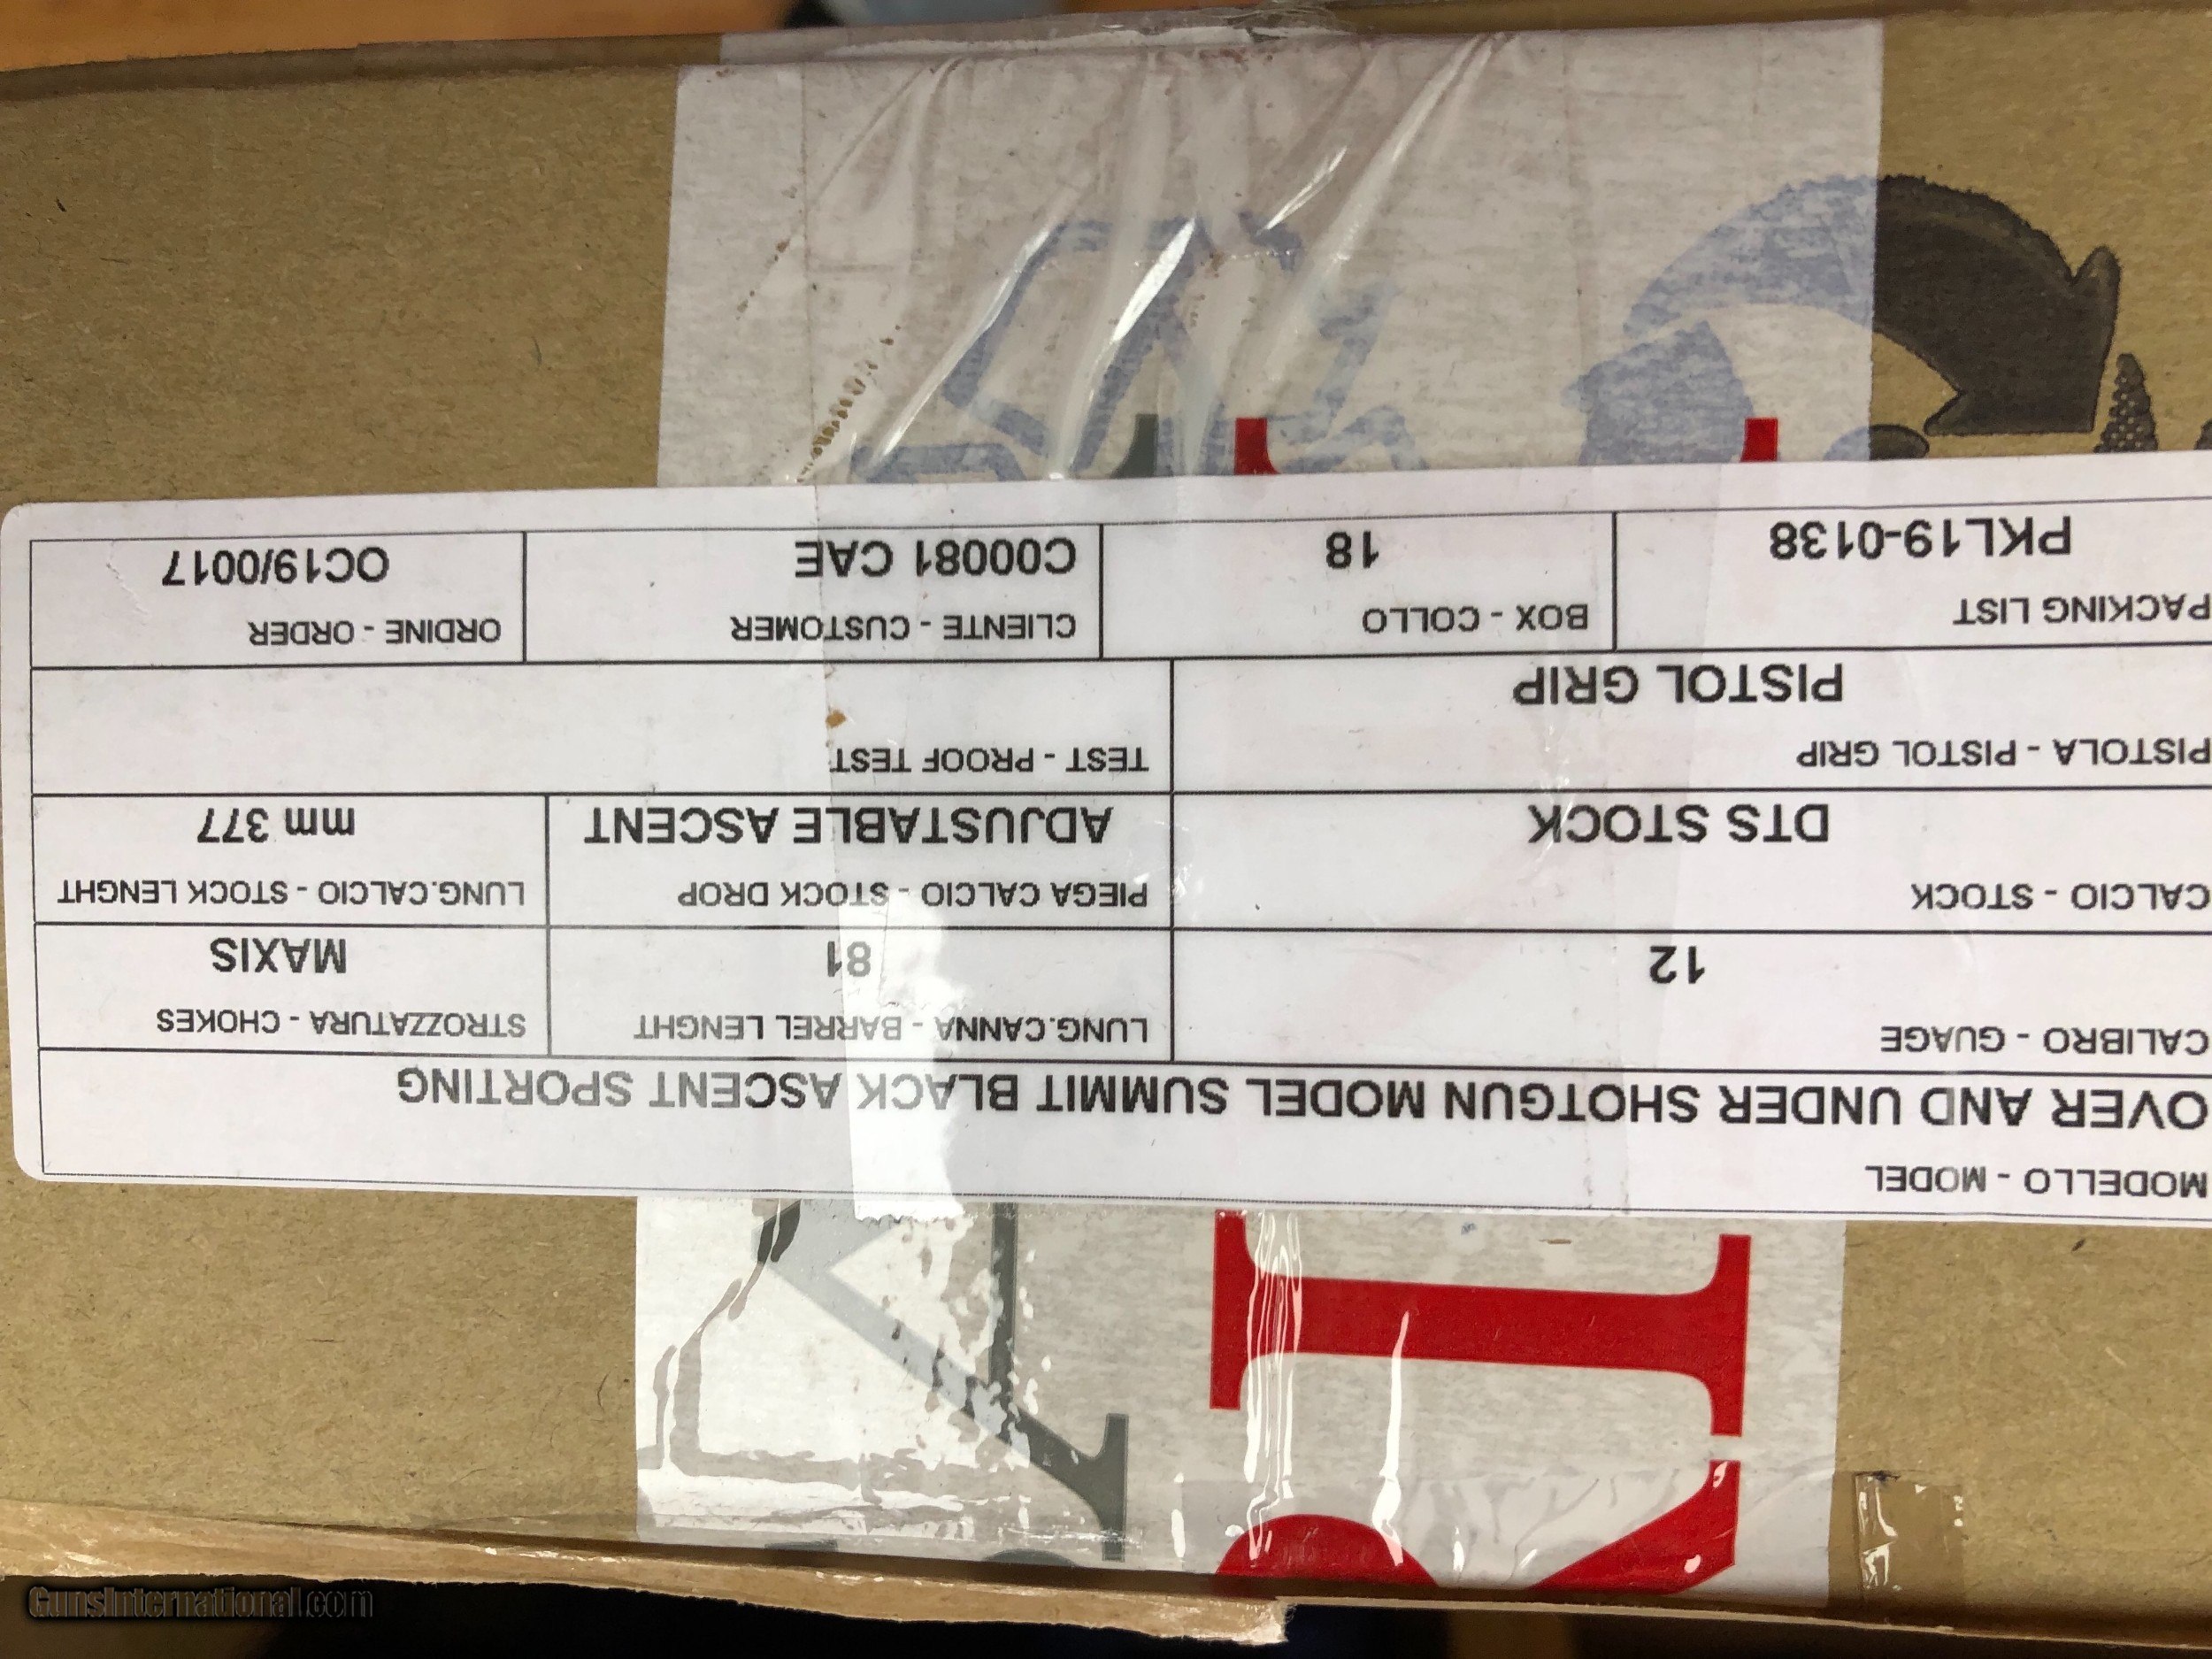 MODELLO - MODEL
OVER AND UNDER SHOTGUN MODEL SUMMIT BLACK ASCENT SPORTING
CALIBRO - GUAGE
12
LUNG.CANNA - BARREL LENGHT
81
STROZZATURA - CHOKES
MAXIS
CALCIO - STOCK
DTS STOCK
PIEGA CALCIO - STOCK DROP
ADJUSTABLE ASCENT
LUNG.CALCIO - STOCK LENGHT
mm 377
PISTOLA - PISTOL GRIP
PISTOL GRIP
TEST - PROOF TEST
PACKING LIST
PKL19-0138
BOX - COLLO
18
CLIENTE - CUSTOMER
C00081 CAE
ORDINE - ORDER
OC19/0017
GunsInternational.com